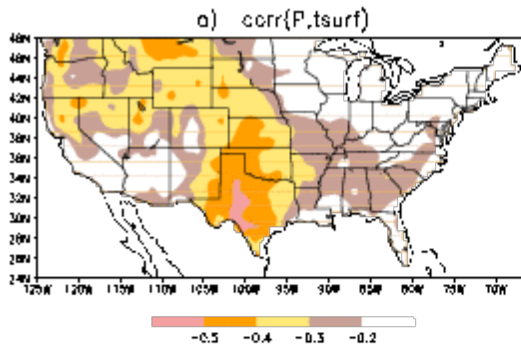 a) corr(P,tsurf)
48N
46N
44N
42N
40N
38N
36N
34N
32N
30N
28N
26N
24N
125W 120W 115W 110W 105W 100W 95W 90W 85W 80W 75W 70W
-0.5 -0.4 -0.3 -0.2